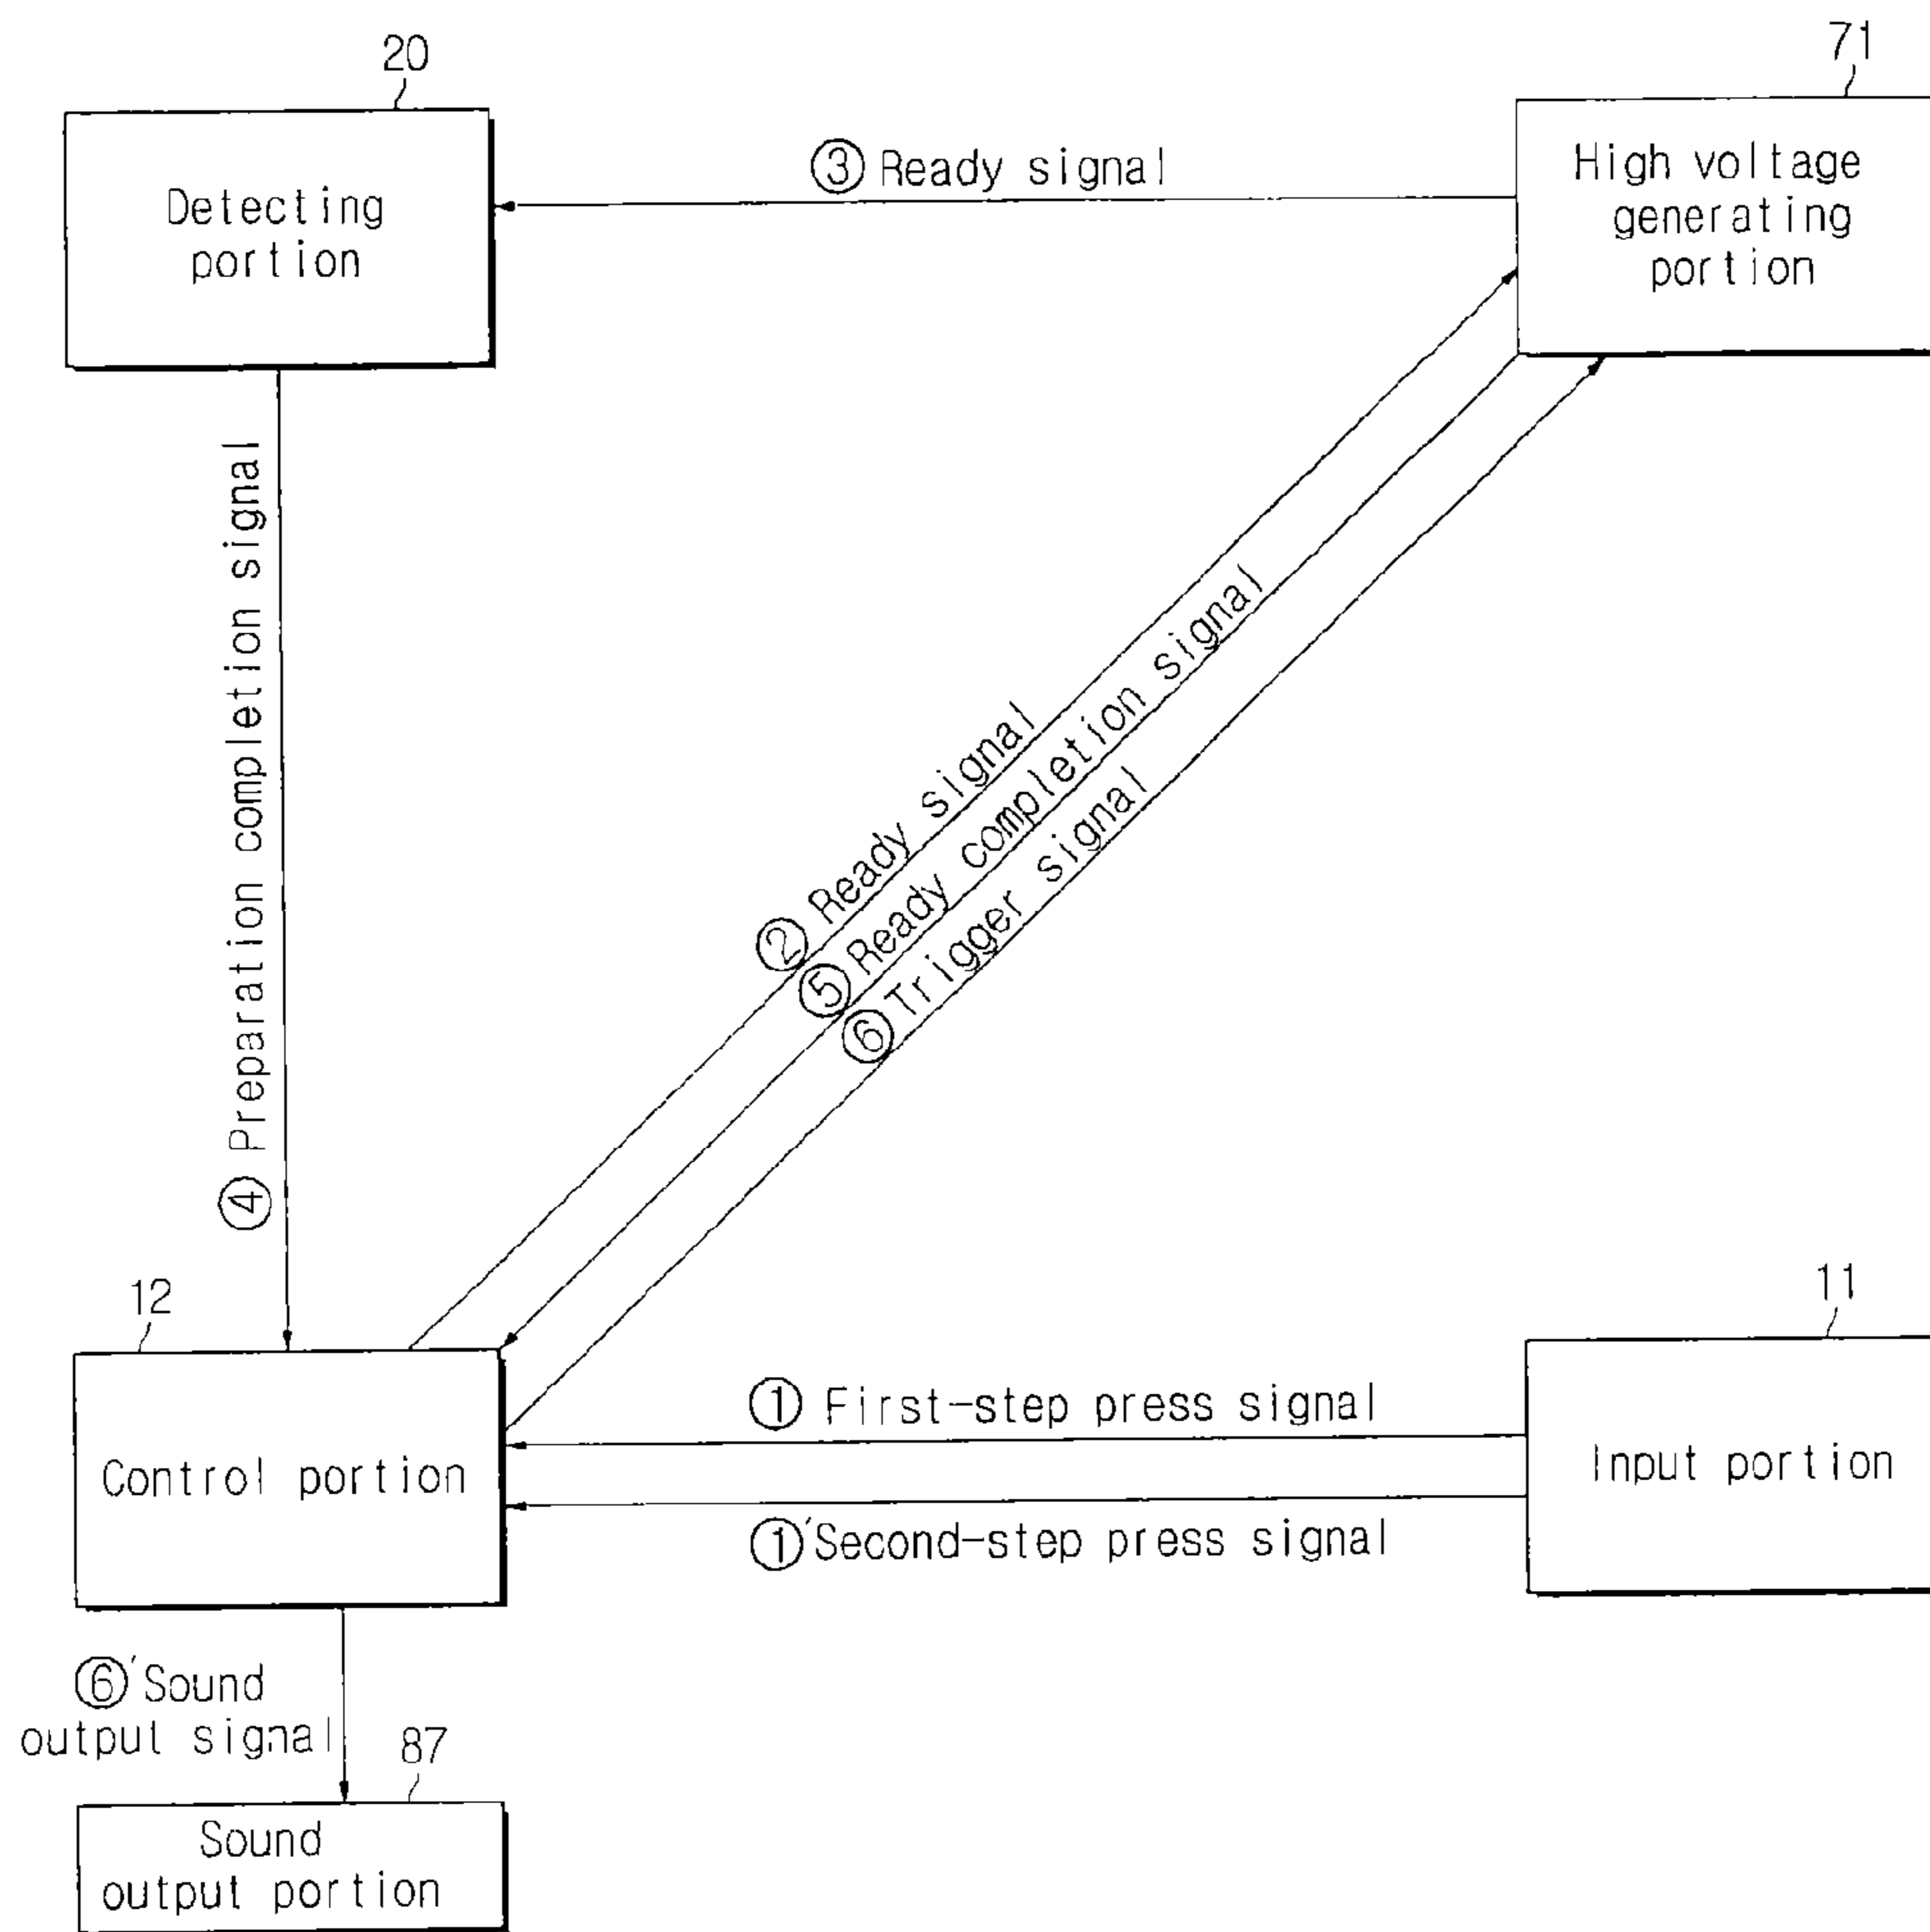 20
71
Detecting
portion
③ Ready signal
High voltage
generating
portion
④ Preparation completion signal
② Ready signal
⑤ Ready completion signal
⑥ Trigger signal
12
11
Control portion
① First-step press signal
①' Second-step press signal
Input portion
⑥' Sound
output signal
87
Sound
output portion